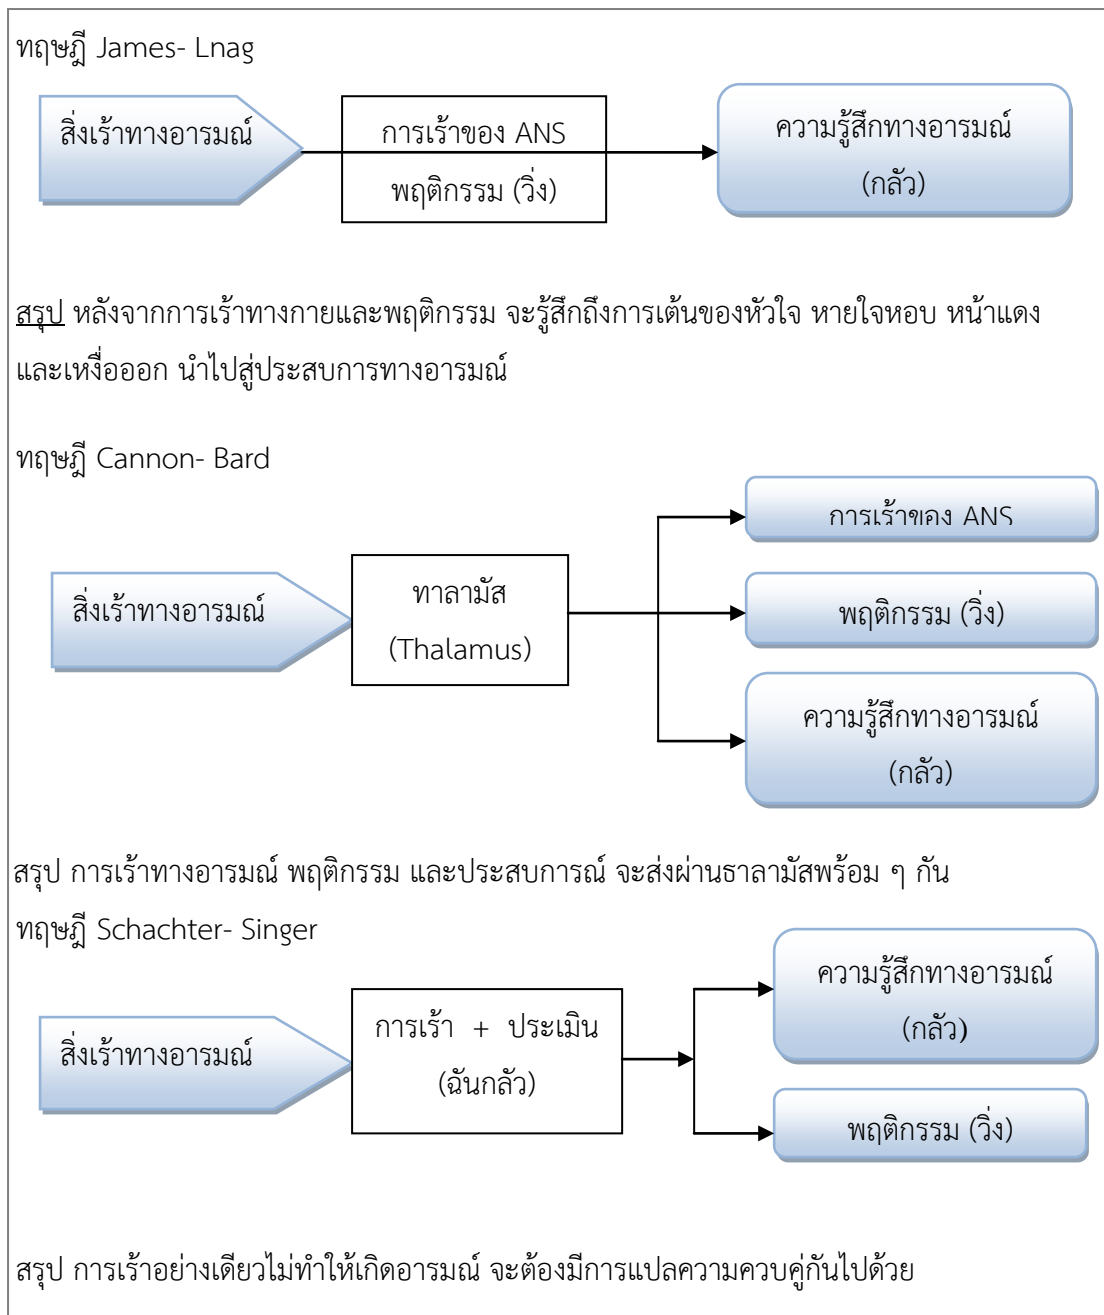 ทฤษฎี James- Lnag
สิ่งเร้าทางอารมณ์
การเร้าของ ANS
พฤติกรรม (วิ่ง)
ความรู้สึกทางอารมณ์
(กลัว)
สรุป หลังจากการเร้าทางกายและพฤติกรรม จะรู้สึกถึงการเต้นของหัวใจ หายใจหอบ หน้าแดง
และเหงื่อออก นำไปสู่ประสบการทางอารมณ์
ทฤษฎี Cannon- Bard
สิ่งเร้าทางอารมณ์
ทาลามัส
(Thalamus)
การเร้าของ ANS
พฤติกรรม (วิ่ง)
ความรู้สึกทางอารมณ์
(กลัว)
สรุป การเร้าทางอารมณ์ พฤติกรรม และประสบการณ์ จะส่งผ่านธาลามัสพร้อม ๆ กัน
ทฤษฎี Schachter- Singer
สิ่งเร้าทางอารมณ์
การเร้า + ประเมิน
(ฉันกลัว)
ความรู้สึกทางอารมณ์
(กลัว)
พฤติกรรม (วิ่ง)
สรุป การเร้าอย่างเดียวไม่ทำให้เกิดอารมณ์ จะต้องมีการแปลความควบคู่กันไปด้วย